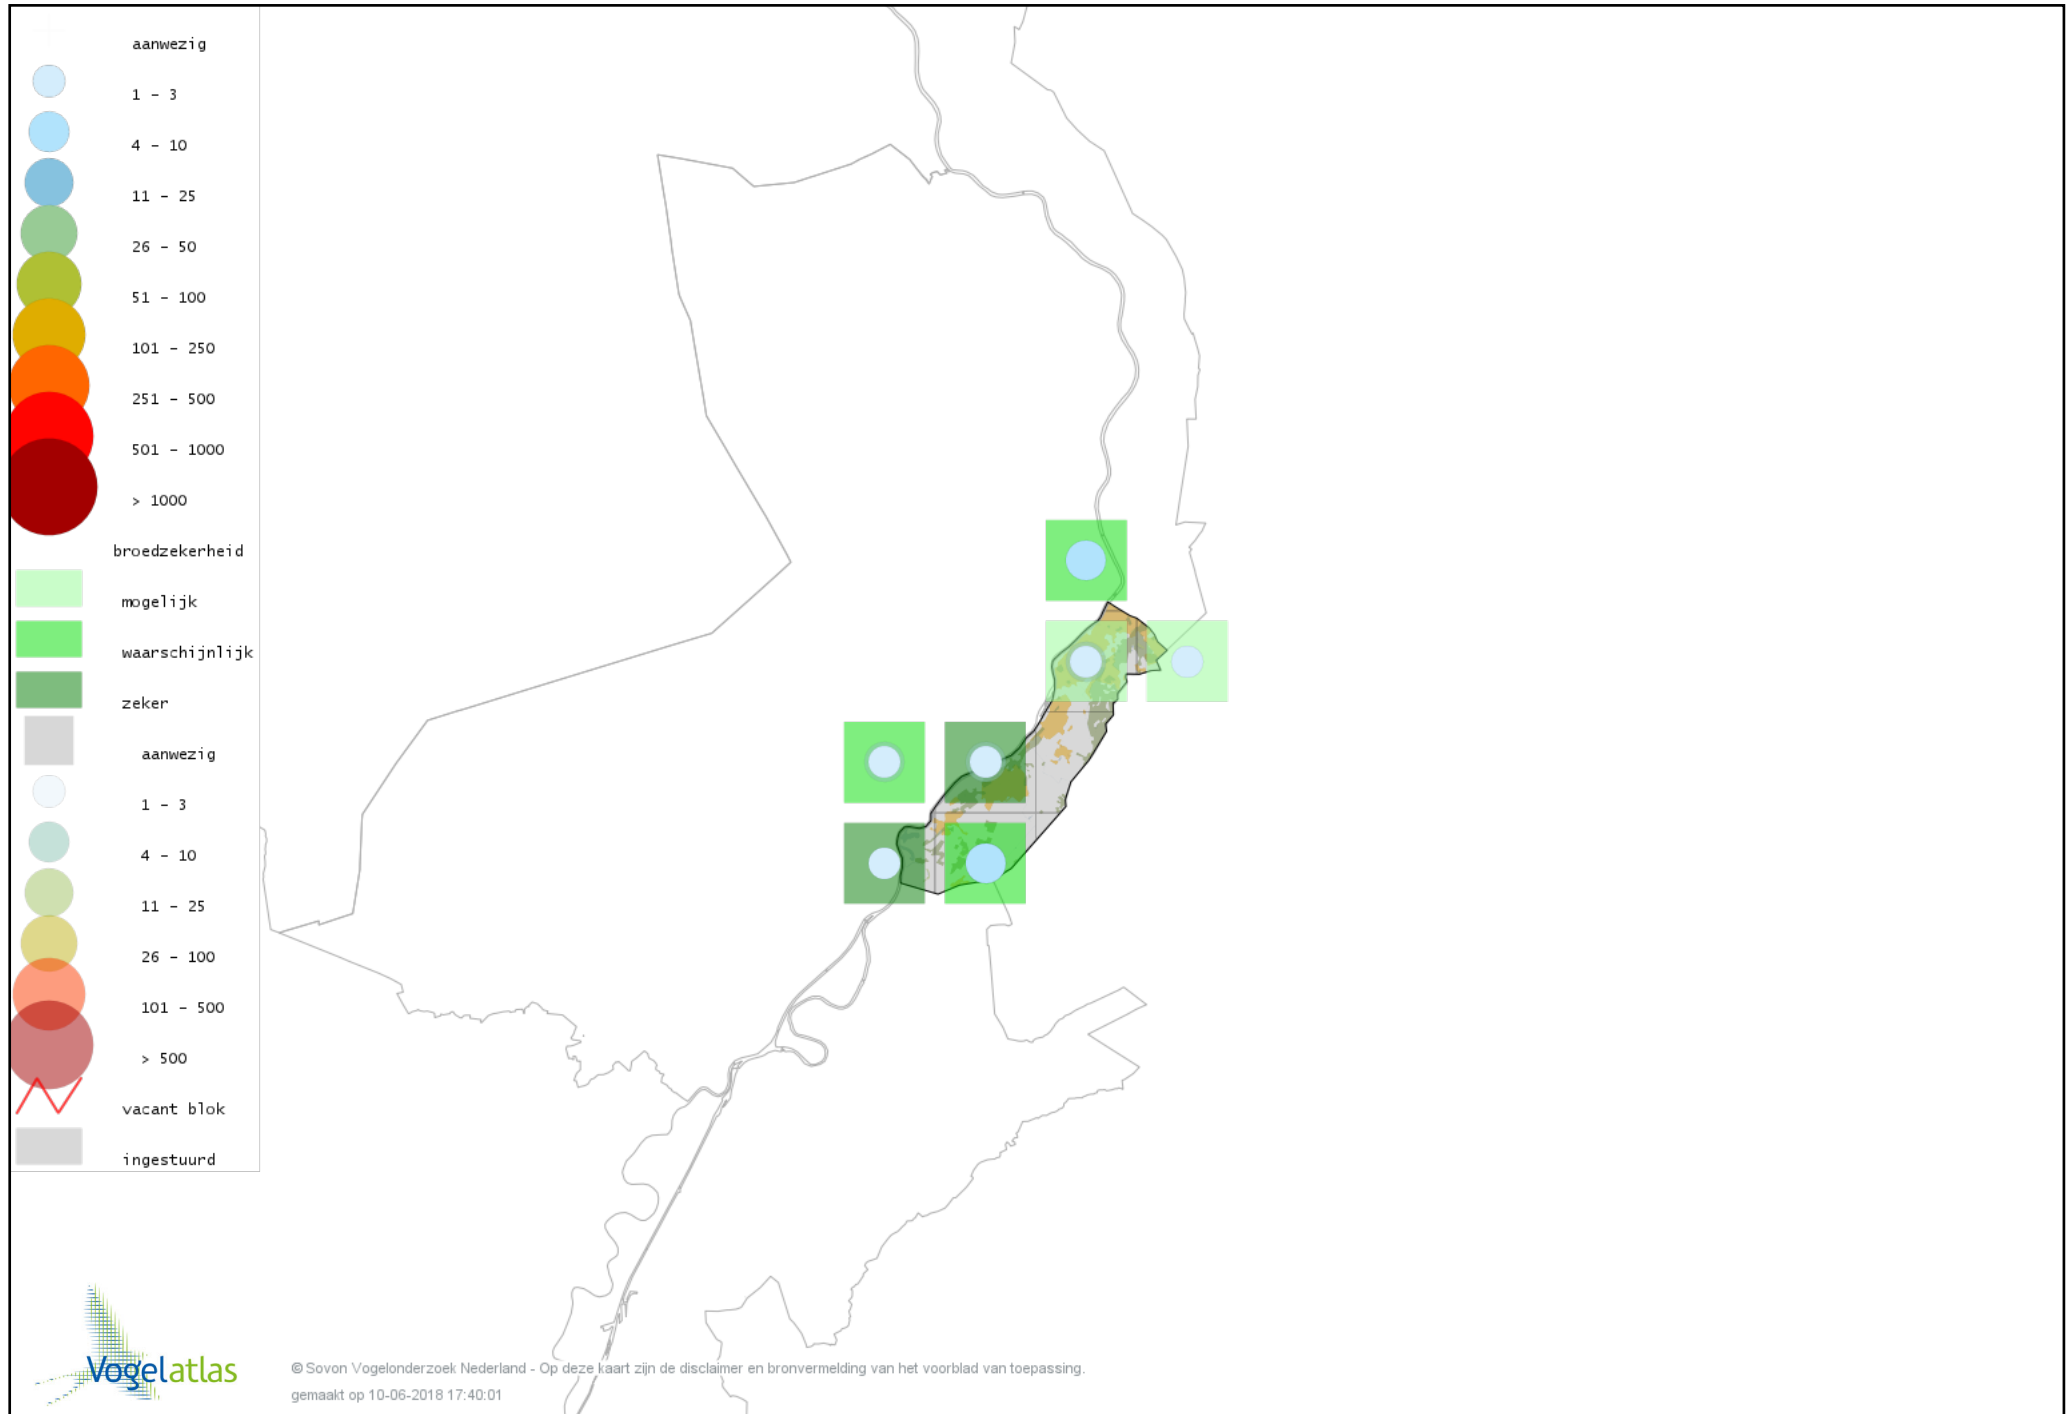 aanwezig
1 - 3
4 - 10
11 - 25
26 - 50
51 - 100
101 - 250
251 - 500
501 - 1000
> 1000
broedzekerheid
mogelijk
waarschijnlijk
zeker
aanwezig
1 - 3
4 - 10
11 - 25
26 - 100
101 - 500
> 500
vacant blok
ingestuurd
Vogelatlas
© Sovon Vogelonderzoek Nederland - Op deze kaart zijn de disclaimer en bronvermelding van het voorblad van toepassing.
gemaakt op 10-06-2018 17:40:01